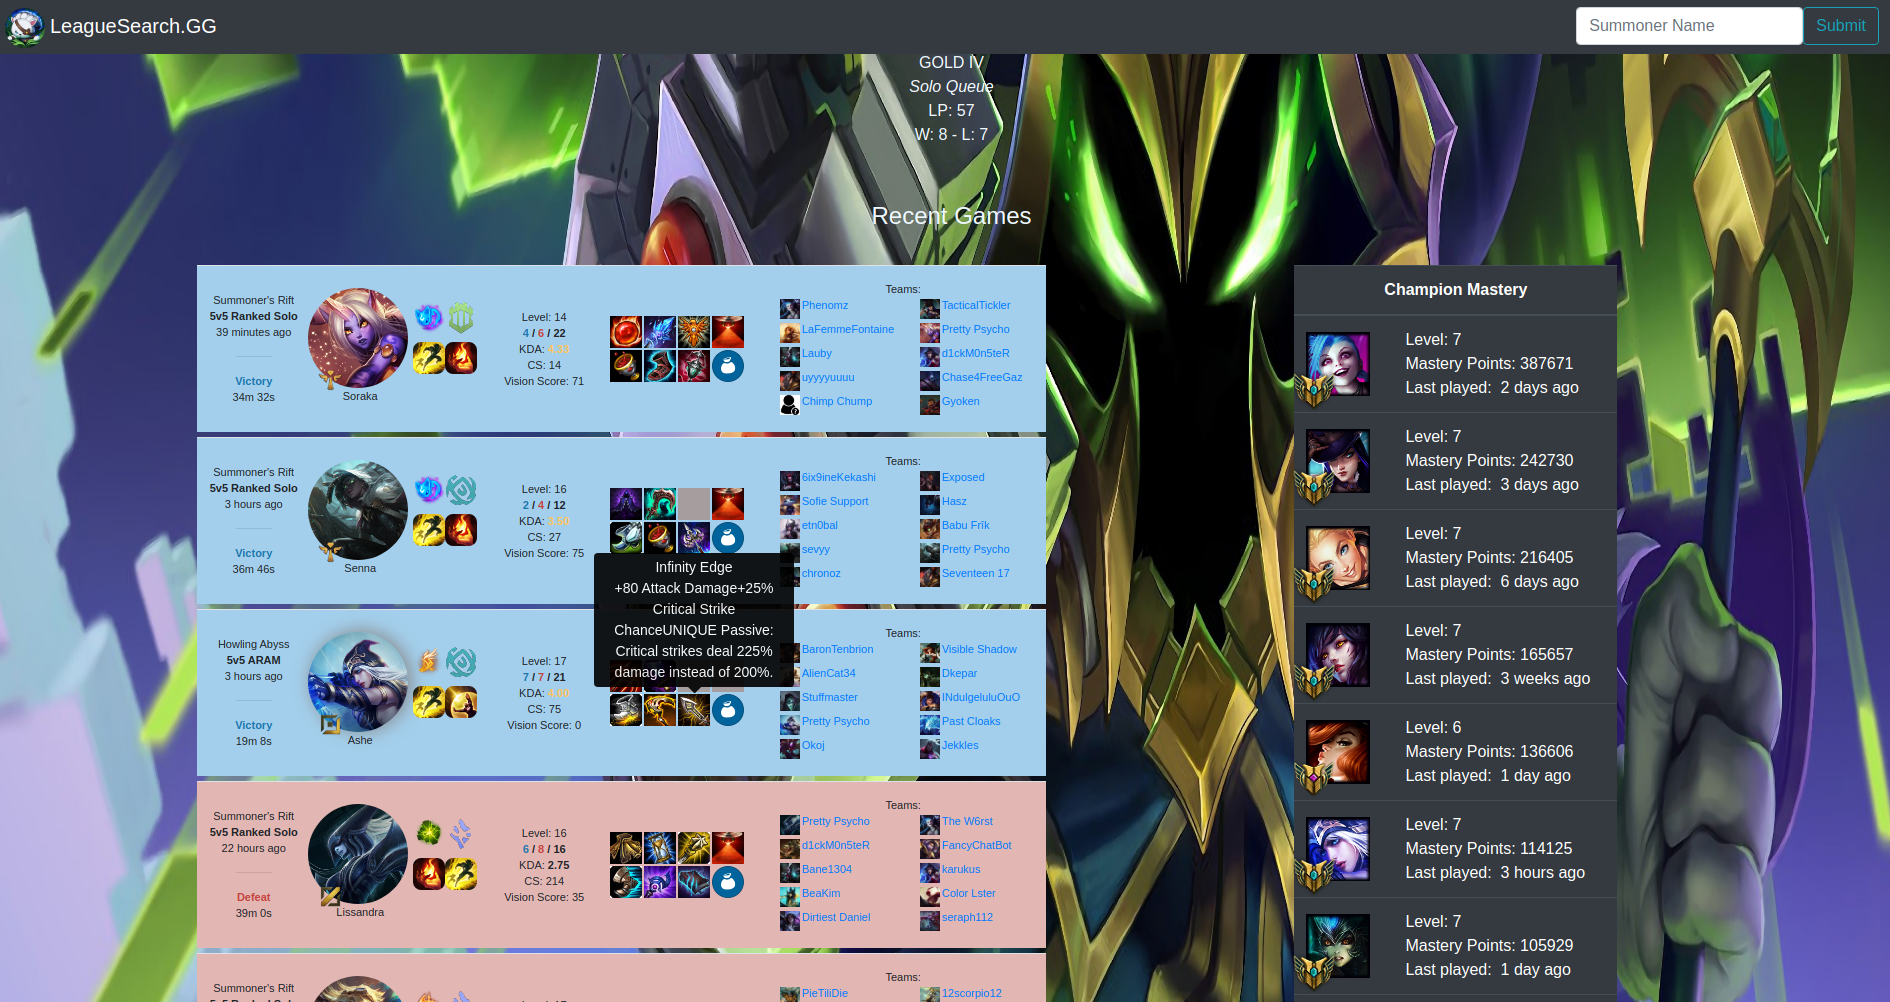 LeagueSearch.GG
Summoner Name
Submit
GOLD IV
Solo Queue
LP: 57
W: 8 - L: 7
Recent Games
Summoner's Rift
5v5 Ranked Solo
39 minutes ago
Victory
34m 32s
Soraka
Level: 14
4 / 6 / 22
KDA: 4.33
CS: 14
Vision Score: 71
Teams:
Phenomz
LaFemmeFontaine
Lauby
uyyyyuuuu
Chimp Chump
TacticalTickler
Pretty Psycho
d1ckM0n5teR
Chase4FreeGaz
Gyoken
Summoner's Rift
5v5 Ranked Solo
3 hours ago
Victory
36m 46s
Senna
Level: 16
2 / 4 / 12
KDA: 3.50
CS: 27
Vision Score: 75
Teams:
6ix9ineKekashi
Sofie Support
etn0bal
sevyy
chronoz
Exposed
Hasz
Babu Frîk
Pretty Psycho
Seventeen 17
Infinity Edge
+80 Attack Damage+25%
Critical Strike
ChanceUNIQUE Passive:
Critical strikes deal 225%
damage instead of 200%.
Howling Abyss
5v5 ARAM
3 hours ago
Victory
19m 8s
Ashe
Level: 17
7 / 7 / 21
KDA: 4.00
CS: 75
Vision Score: 0
Teams:
BaronTenbrion
AlienCat34
Stuffmaster
Pretty Psycho
Okoj
Visible Shadow
Dkepar
INdulgeluluOuO
Past Cloaks
Jekkles
Summoner's Rift
5v5 Ranked Solo
22 hours ago
Defeat
39m 0s
Lissandra
Level: 16
6 / 8 / 16
KDA: 2.75
CS: 214
Vision Score: 35
Teams:
Pretty Psycho
d1ckM0n5teR
Bane1304
BeaKim
Dirtiest Daniel
The W6rst
FancyChatBot
karukus
Color Lster
seraph112
Summoner's Rift
Teams:
PieTiliDie
12scorpio12
Champion Mastery
Level: 7
Mastery Points: 387671
Last played: 2 days ago
Level: 7
Mastery Points: 242730
Last played: 3 days ago
Level: 7
Mastery Points: 216405
Last played: 6 days ago
Level: 7
Mastery Points: 165657
Last played: 3 weeks ago
Level: 6
Mastery Points: 136606
Last played: 1 day ago
Level: 7
Mastery Points: 114125
Last played: 3 hours ago
Level: 7
Mastery Points: 105929
Last played: 1 day ago